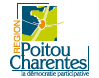 RÉGION
Poitou
Charentes
la démocratie participative